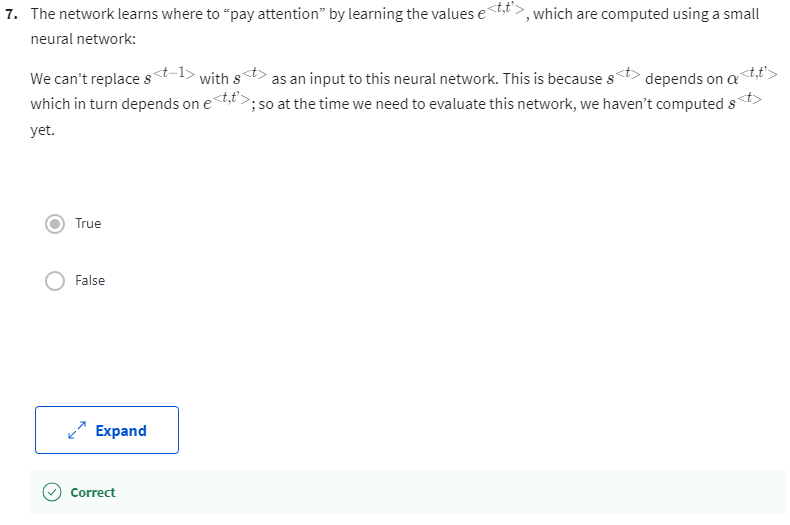 7. The network learns where to “pay attention” by learning the values e^<t,t'>, which are computed using a small
neural network:
We can't replace s^<t−1> with s^<t> as an input to this neural network. This is because s^<t> depends on α^<t,t'>
which in turn depends on e^<t,t'>; so at the time we need to evaluate this network, we haven’t computed s^<t>
yet.
True
False
Expand
Correct